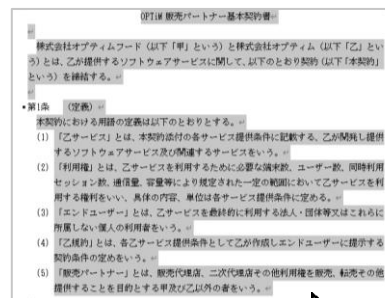 OPTiM 販売パートナー基本契約書
株式会社オプティムフード（以下「甲」という）と株式会社オプティム（以下「乙」とい
う）とは、乙が提供するソフトウェアサービスに関して、以下のとおり契約（以下「本契約」
という）を締結する。
第1条　（定義）
本契約における用語の定義は以下のとおりとする。
(1) 「乙サービス」とは、本契約添付の各サービス提供条件に記載する、乙が開発し提供
するソフトウェアサービス及び関連するサービスをいう。
(2) 「利用権」とは、乙サービスを利用するために必要な端末数、ユーザー数、同時利用
セッション数、通信量、容量等により規定された一定の範囲において乙サービスを利
用する権利をいい、具体の内容、単位は各サービス提供条件に定める。
(3) 「エンドユーザー」とは、乙サービスを最終的に利用する法人・団体等又はこれらに
所属しない個人の利用者をいう。
(4) 「乙規約」とは、各乙サービス提供条件として乙が作成しエンドユーザーに提示する
契約条件の定めをいう。
(5) 「販売パートナー」とは、販売代理店、二次代理店その他利用権を販売、転売その他
提供することを目的とする甲及び乙以外の者をいう。